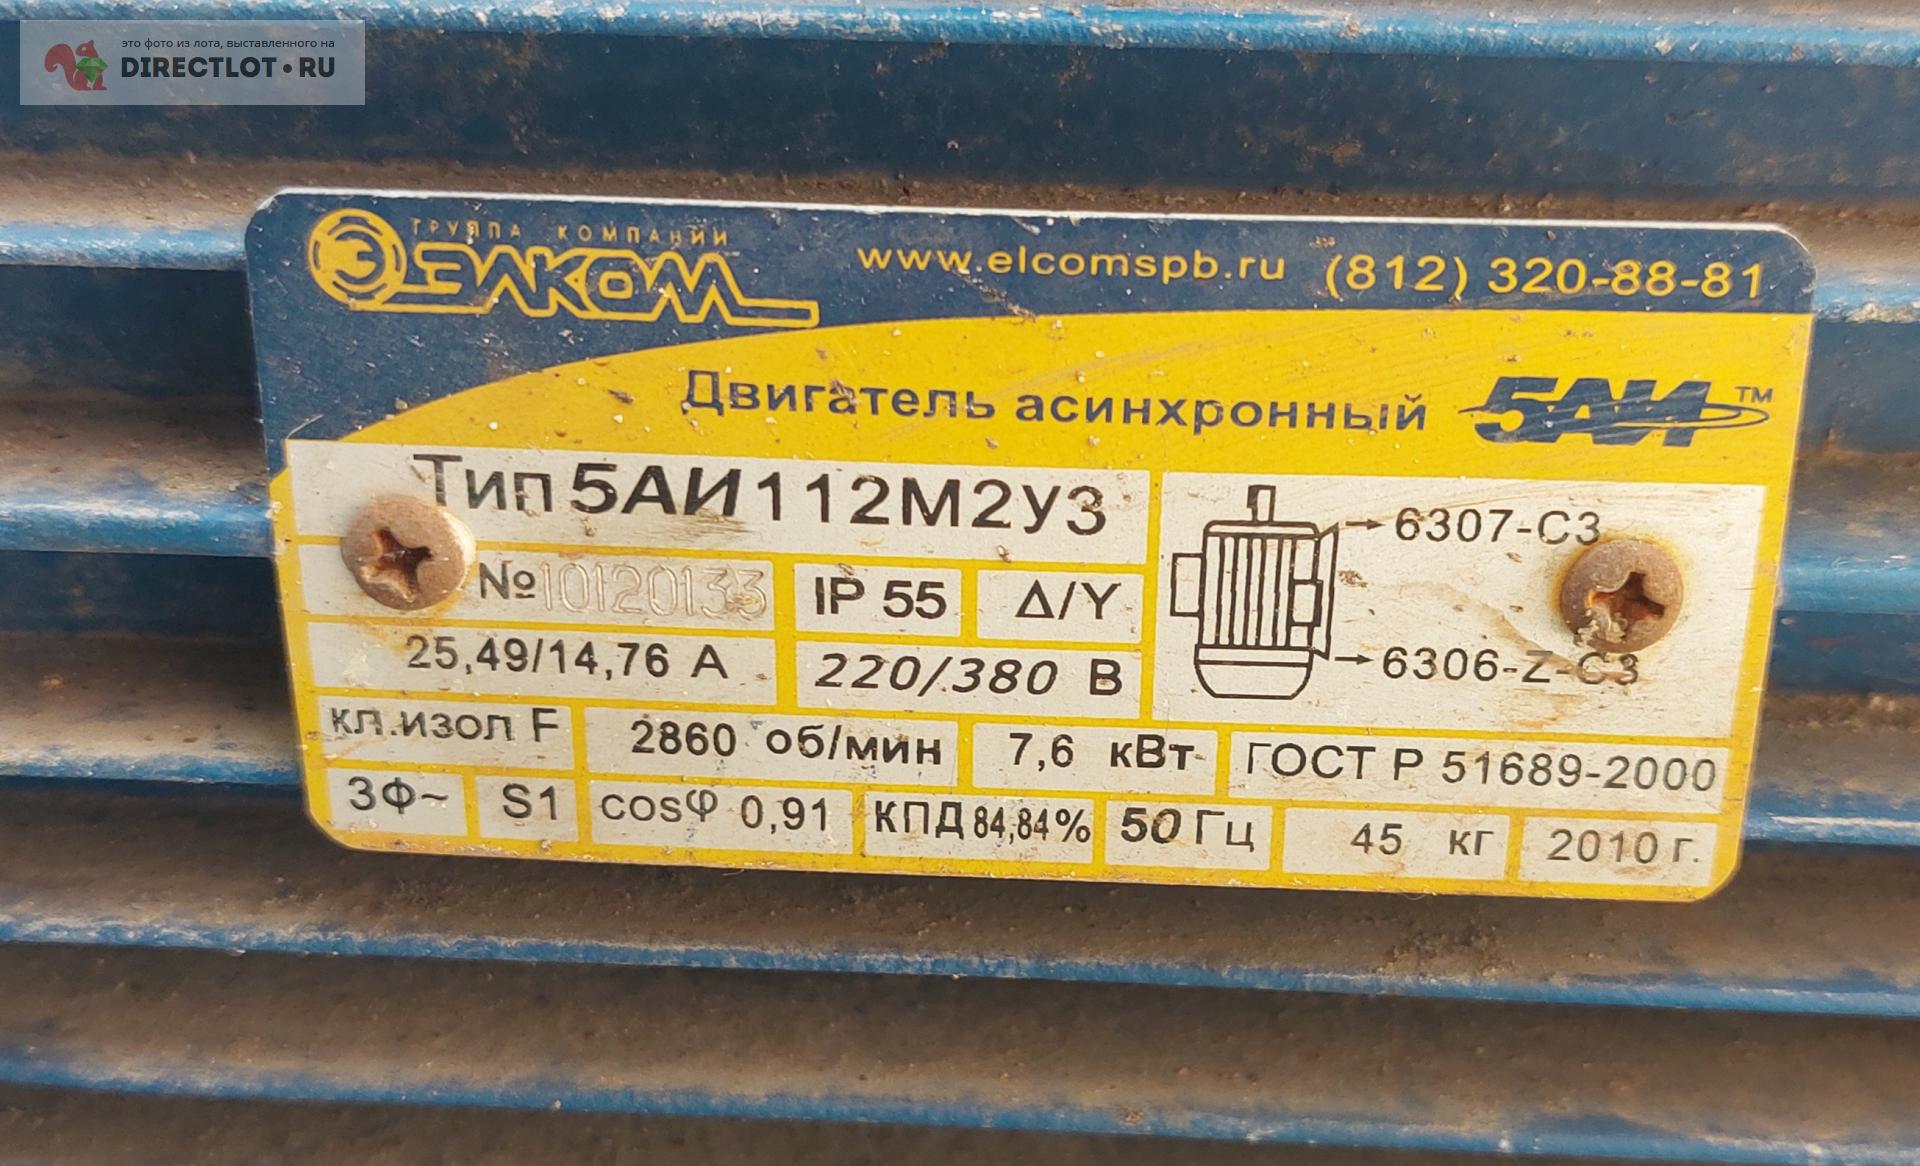 это фото из лота, выставленного на
DIRECTLOT•RU
ГРУППА КОМПАНИЙ
ЭЛКОМ
www.elcomspb.ru (812) 320-88-81
Двигатель асинхронный 5АИ™
Тип 5АИ112М2У3
№10120133 IP 55 Δ/Y
6307-С3
25,49/14,76 А 220/380 В
6306-Z-С3
кл.изол F 2860 об/мин 7,6 кВт ГОСТ Р 51689-2000
3Ф~ S1 cosφ 0,91 КПД 84,84% 50 Гц 45 кг 2010 г.